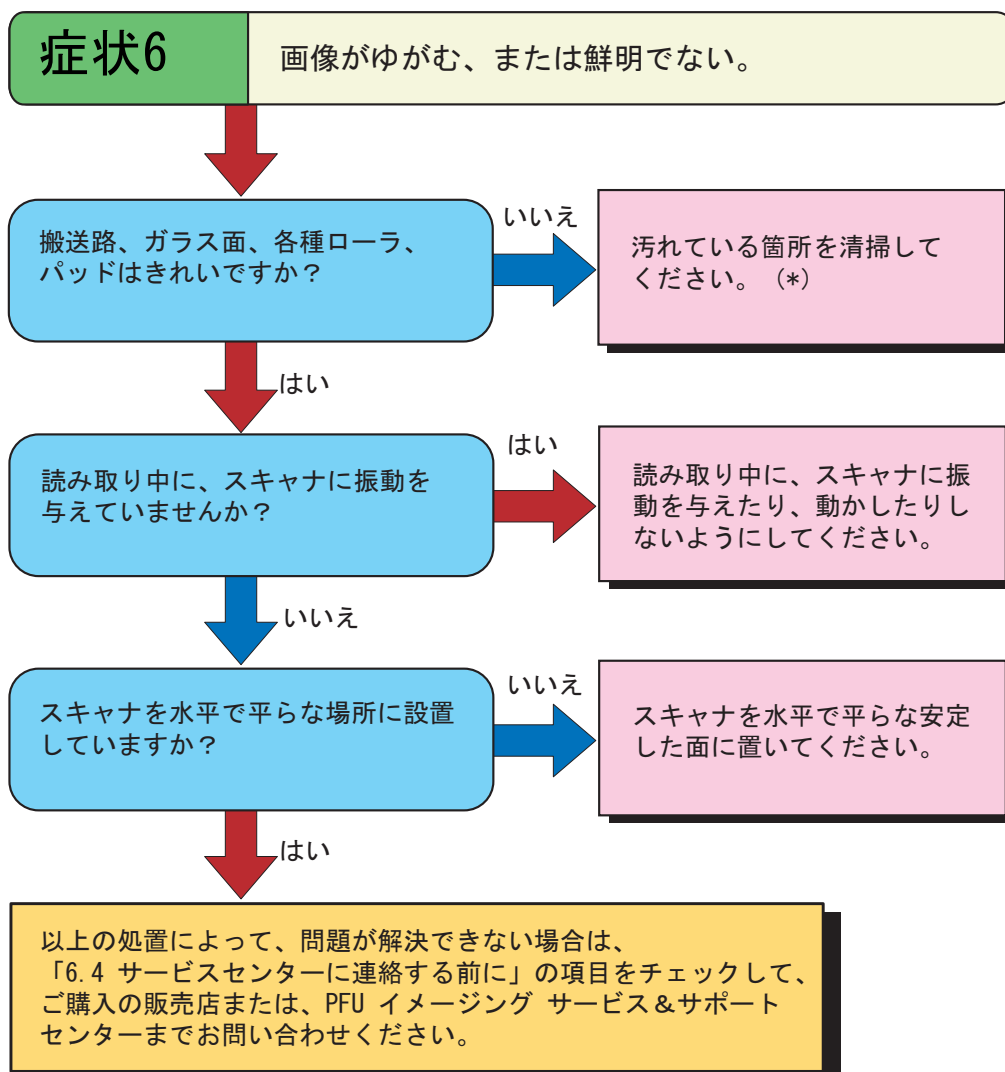 症状6
画像がゆがむ、または鮮明でない。
搬送路、ガラス面、各種ローラ、
パッドはきれいですか？
いいえ
汚れている箇所を清掃して
ください。（*）
はい
読み取り中に、スキャナに振動を
与えていませんか？
はい
読み取り中に、スキャナに振
動を与えたり、動かしたりし
ないようにしてください。
いいえ
スキャナを水平で平らな場所に設置
していますか？
いいえ
スキャナを水平で平らな安定
した面に置いてください。
はい
以上の処置によって、問題が解決できない場合は、
「6.4 サービスセンターに連絡する前に」の項目をチェックして、
ご購入の販売店または、PFU イメージング サービス＆サポート
センターまでお問い合わせください。